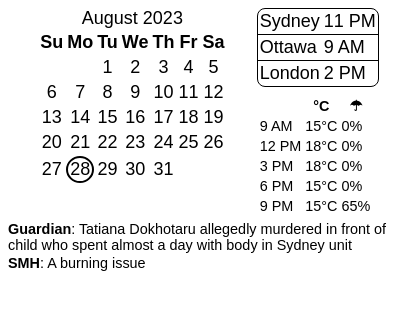 August 2023
Su Mo Tu We Th Fr Sa
1 2 3 4 5
6 7 8 9 10 11 12
13 14 15 16 17 18 19
20 21 22 23 24 25 26
27 28 29 30 31
Sydney 11 PM
Ottawa 9 AM
London 2 PM
°C ☂
9 AM 15°C 0%
12 PM 18°C 0%
3 PM 18°C 0%
6 PM 15°C 0%
9 PM 15°C 65%
Guardian: Tatiana Dokhotaru allegedly murdered in front of
child who spent almost a day with body in Sydney unit
SMH: A burning issue